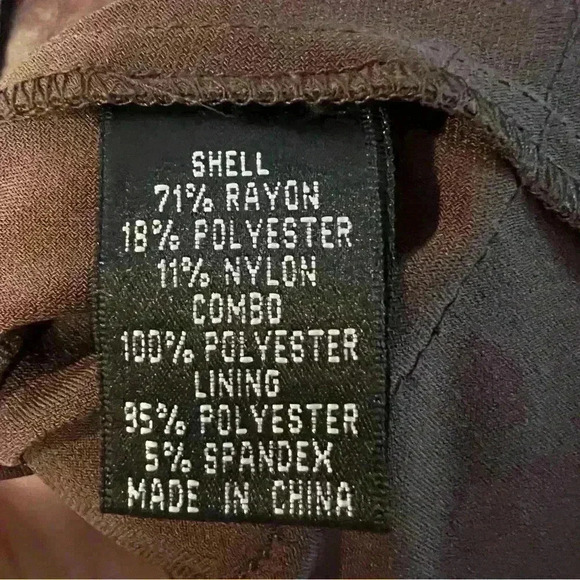 SHELL
71% RAYON
18% POLYESTER
11% NYLON
COMBO
100% POLYESTER
LINING
95% POLYESTER
5% SPANDEX
MADE IN CHINA